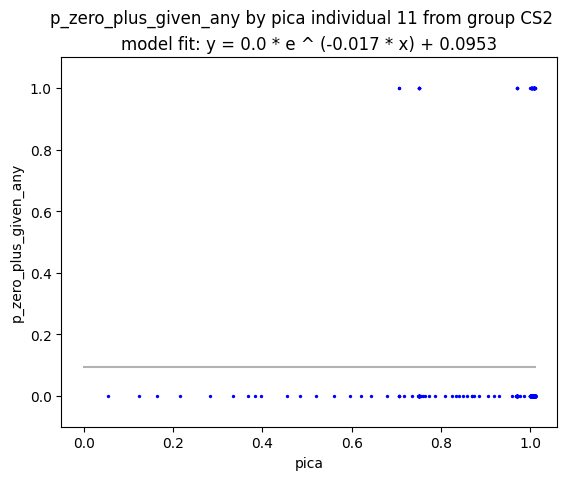 p_zero_plus_given_any by pica individual 11 from group CS2
model fit: y = 0.0 * e ^ (-0.017 * x) + 0.0953
1.0
0.8
0.6
0.4
0.2
0.0
p_zero_plus_given_any
0.0 0.2 0.4 0.6 0.8 1.0
pica